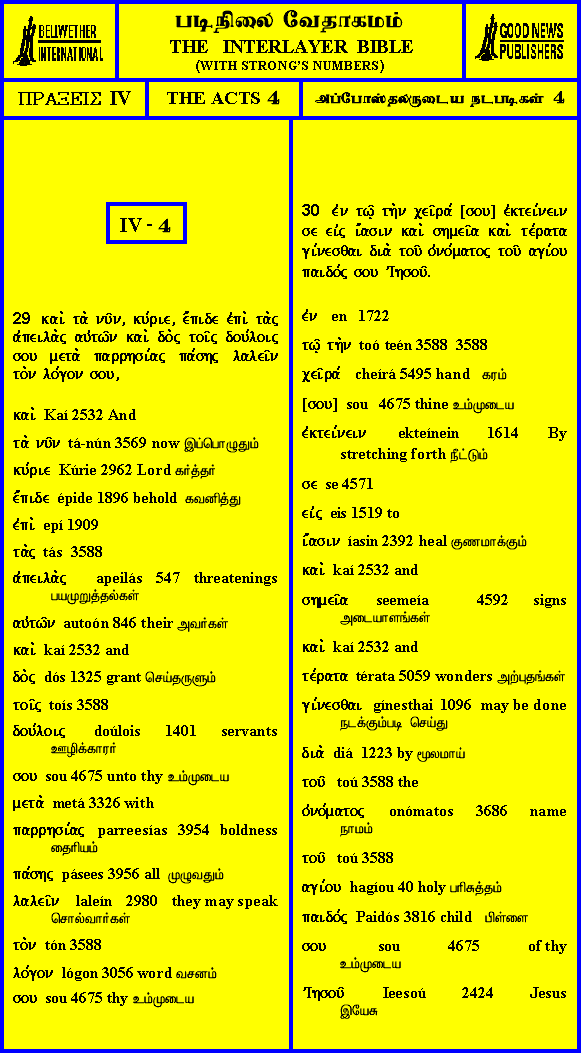 BELLWETHER
INTERNATIONAL
படிநிலை வேதாகமம்
THE INTERLAYER BIBLE
(WITH STRONG'S NUMBERS)
GOOD NEWS
PUBLISHERS
ΠΡΑΞΕΙΣ IV
THE ACTS 4
அப்போஸ்தலருடைய நடபடிகள் 4
IV - 4
29 καὶ τὰ νῦν, κύριε, ἔπιδε ἐπὶ τὰς
ἀπειλὰς αὐτῶν καὶ δὸς τοῖς δούλοις
σου μετὰ παρρησίας πάσης λαλεῖν
τὸν λόγον σου,
καὶ Kaí 2532 And
τὰ νῦν tá-nún 3569 now இப்பொழுதும்
κύριε Kúrie 2962 Lord கர்த்தர்
ἔπιδε épide 1896 behold கவனித்து
ἐπὶ epí 1909
τὰς tás 3588
ἀπειλὰς apeilás 547 threatenings
பயமுறுத்தல்கள்
αὐτῶν autoón 846 their அவர்கள்
καὶ kaí 2532 and
δὸς dós 1325 grant செய்தருளும்
τοῖς toís 3588
δούλοις doúlois 1401 servants
ஊழிக்காரர்
σου sou 4675 unto thy உம்முடைய
μετὰ metá 3326 with
παρρησίας parreesías 3954 boldness
தைரியம்
πάσης pásees 3956 all முழுவதும்
λαλεῖν laleín 2980 they may speak
சொல்வார்கள்
τὸν tón 3588
λόγον lógon 3056 word வசனம்
σου sou 4675 thy உம்முடைய
30 ἐν τῷ τὴν χεῖρά [σου] ἐκτείνειν
σε εἰς ἴασιν καὶ σημεῖα καὶ τέρατα
γίνεσθαι διὰ τοῦ ὀνόματος τοῦ ἁγίου
παιδός σου Ἰησοῦ.
ἐν en 1722
τῷ τὴν toó teén 3588 3588
χεῖρά cheírá 5495 hand கரம்
[σου] sou 4675 thine உம்முடைய
ἐκτείνειν ekteínein 1614 By
stretching forth நீட்டும்
σε se 4571
εἰς eis 1519 to
ἴασιν íasin 2392 heal குணமாக்கும்
καὶ kaí 2532 and
σημεῖα seemeía 4592 signs
அடையாளங்கள்
καὶ kaí 2532 and
τέρατα térata 5059 wonders அற்புதங்கள்
γίνεσθαι ginesthai 1096 may be done
நடக்கும்படி செய்து
διὰ diá 1223 by மூலமாய்
τοῦ toú 3588 the
ὀνόματος onómatos 3686 name
நாமம்
τοῦ toú 3588
ἁγίου hagíou 40 holy பரிசுத்தம்
παιδός Paidós 3816 child பிள்ளை
σου sou 4675 of thy
உம்முடைய
Ἰησοῦ Ieesoú 2424 Jesus
இயேசு